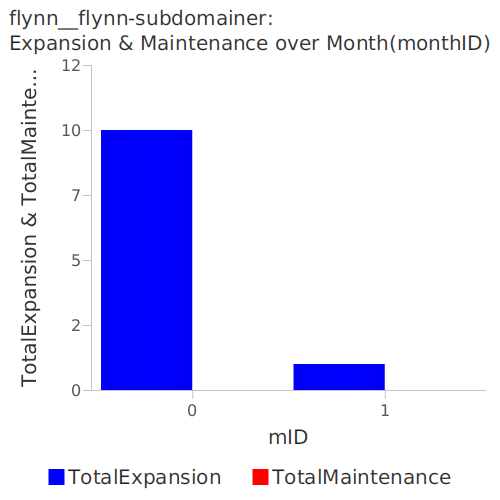 flynn__flynn-subdomainer:
Expansion & Maintenance over Month(monthID)
TotalExpansion & TotalMainte...
12
10
7
5
2
0
0
1
mID
TotalExpansion
TotalMaintenance